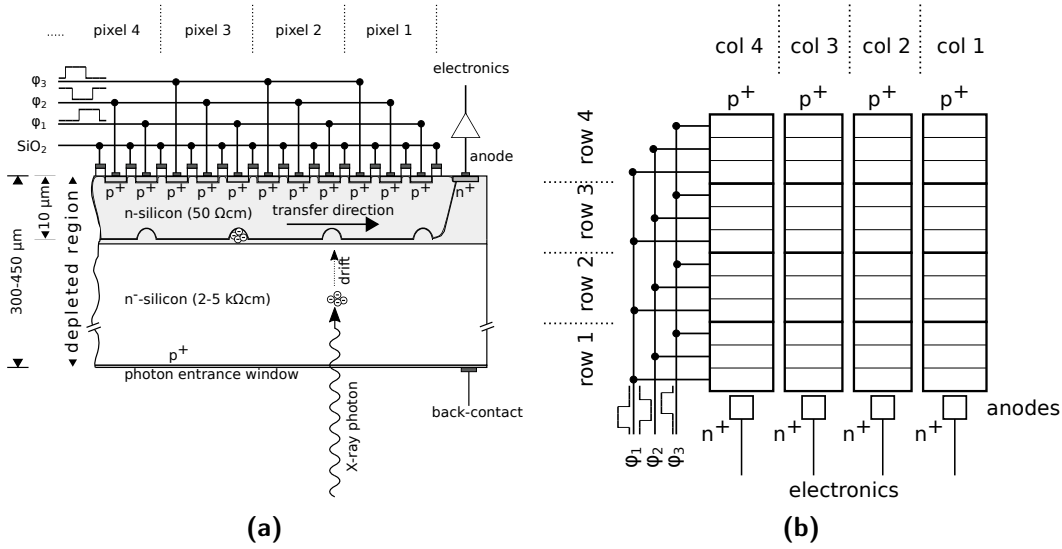 ..... pixel 4 pixel 3 pixel 2 pixel 1
electronics
φ3
φ2
φ1
SiO2
anode
p+ p+ p+ p+ p+ p+ p+ p+ p+ p+ p+ n+
n-silicon (50 Ωcm) transfer direction
10 µm
300-450 µm
depleted region
drift
n--silicon (2-5 kΩcm)
p+
photon entrance window
back-contact
X-ray photon
(a)
col 4 col 3 col 2 col 1
p+ p+ p+ p+
row 4
row 3
row 2
row 1
anodes
n+ n+ n+ n+
φ1 φ2 φ3
electronics
(b)